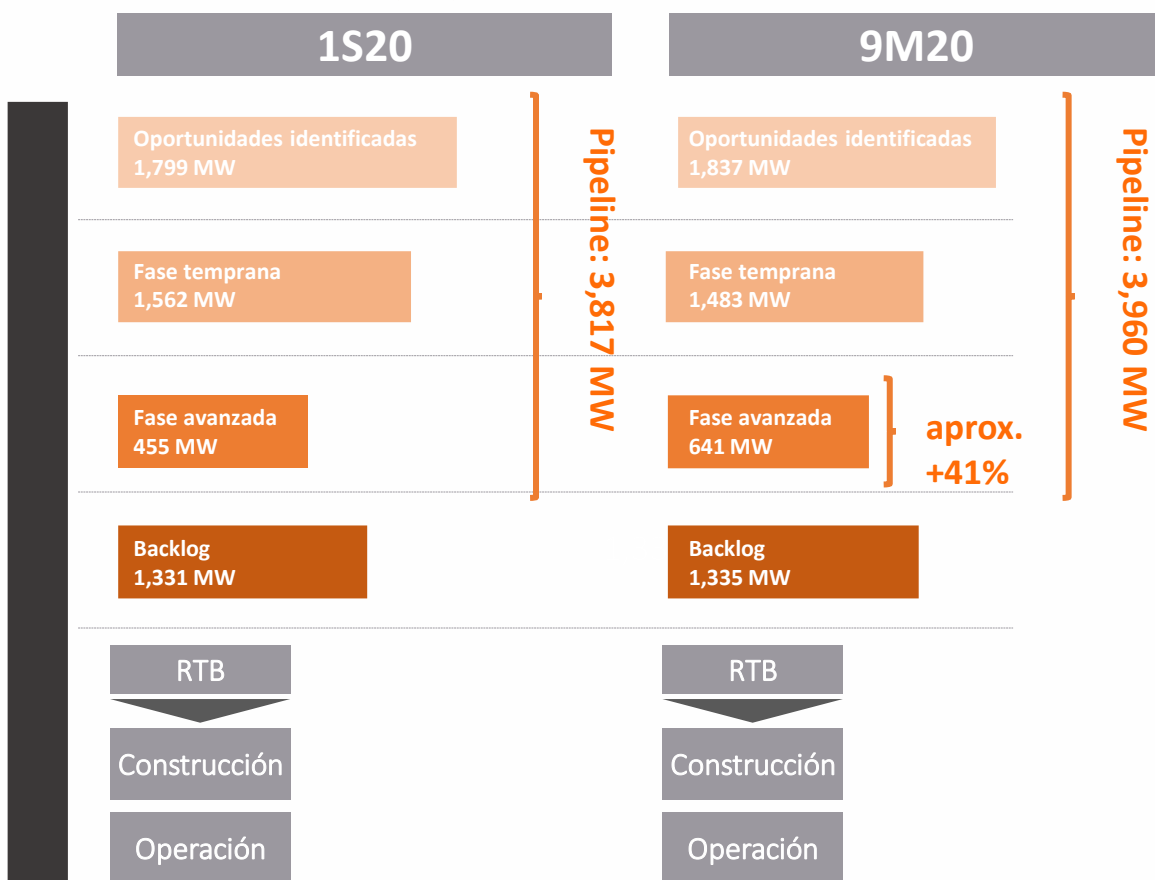 1S20
Oportunidades identificadas
1,799 MW
Fase temprana
1,562 MW
Fase avanzada
455 MW
Backlog
1,331 MW
Pipeline: 3,817 MW
RTB
Construcción
Operación
9M20
Oportunidades identificadas
1,837 MW
Fase temprana
1,483 MW
Fase avanzada
641 MW
aprox.
+41%
Backlog
1,335 MW
Pipeline: 3,960 MW
RTB
Construcción
Operación